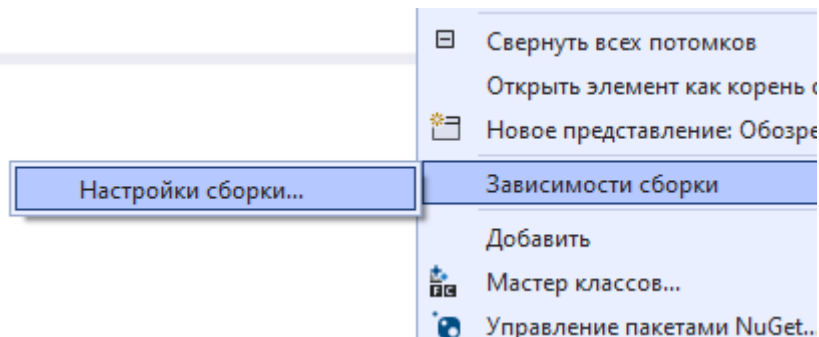 Свернуть всех потомков
Открыть элемент как корень
Новое представление:
Настройки сборки...
Зависимости сборки
Добавить
Мастер классов...
Управление пакетами NuGet...